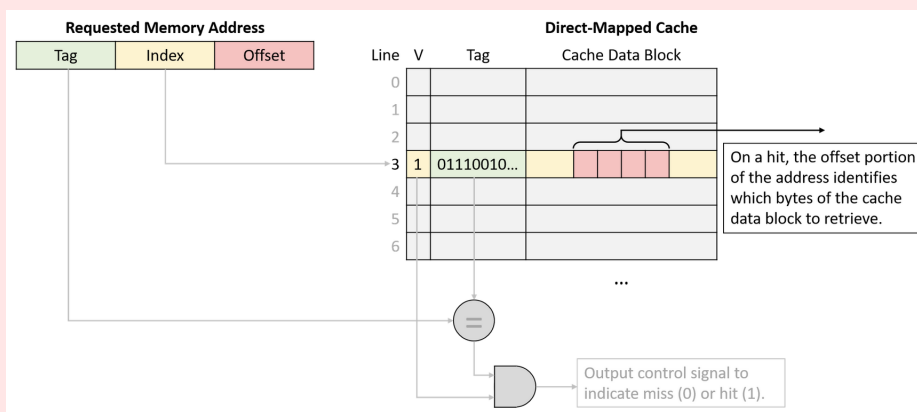 Requested Memory Address
Direct-Mapped Cache
Tag Index Offset
Line V Tag Cache Data Block
0
1
2
3 1 01110010...
4
5
6
...
On a hit, the offset portion
of the address identifies
which bytes of the cache
data block to retrieve.
=
Output control signal to
indicate miss (0) or hit (1).